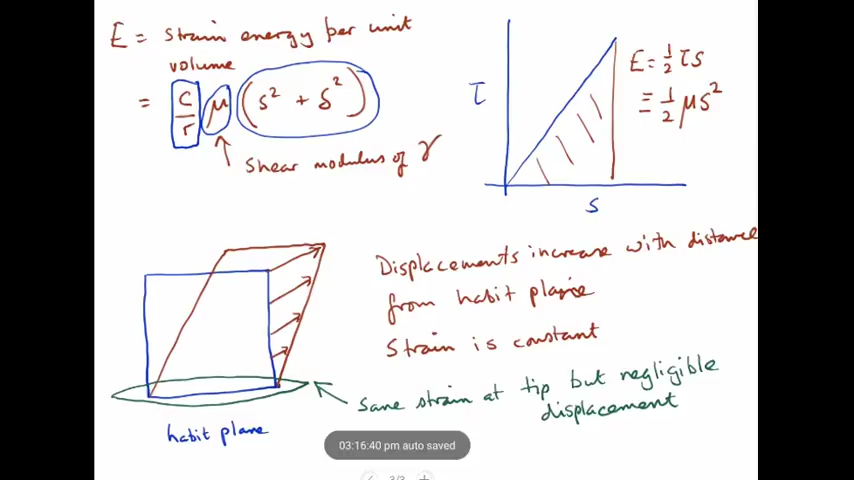 E = Strain energy per unit
volume
= c/r μ (s² + δ²)
Shear modulus of γ
τ
s
E = 1/2 τs
≡ 1/2 μs²
Displacements increase with distance
from habit plane
Strain is constant
Same strain at tip but negligible
displacement
habit plane
03:16:40 pm auto saved
3/3